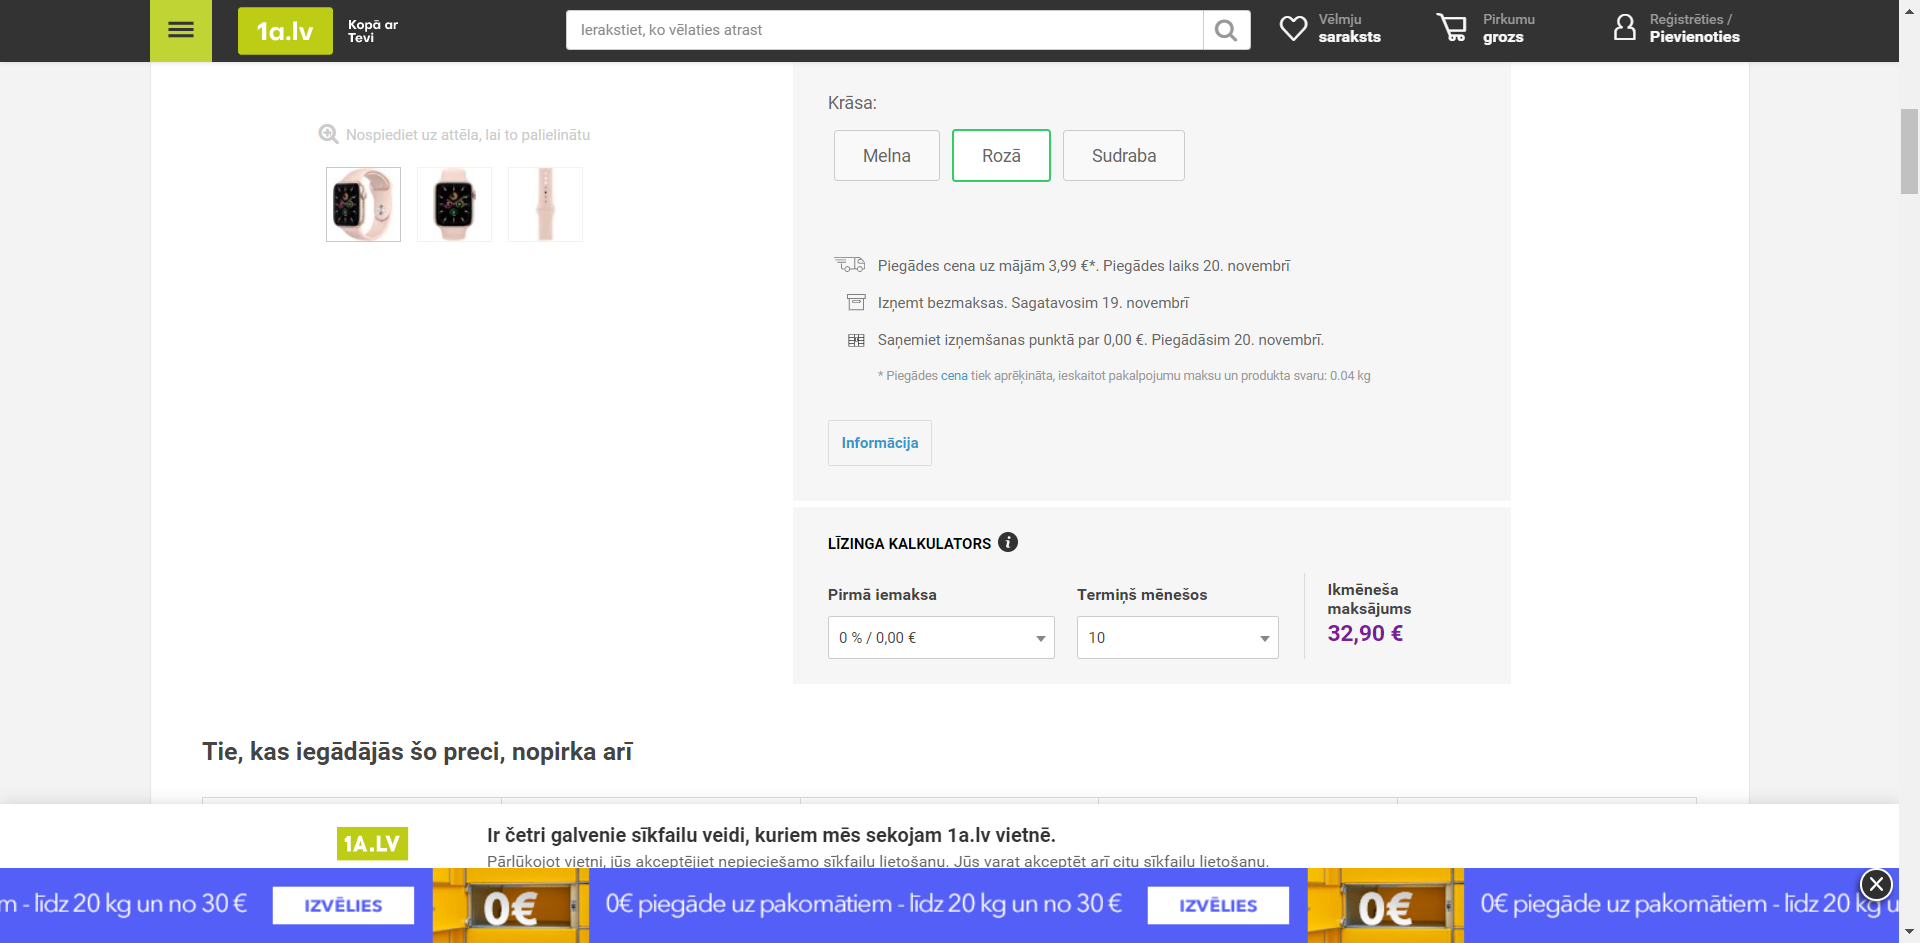 1a.lv
Kopā ar
Tevi
Ierakstiet, ko vēlaties atrast
Vēlmju
saraksts
Pirkumu
grozs
Reģistrēties /
Pievienoties
Nospiediet uz attēla, lai to palielinātu
Krāsa:
Melna
Rozā
Sudraba
Piegādes cena uz mājām 3,99 €*. Piegādes laiks 20. novembrī
Izņemt bezmaksas. Sagatavosim 19. novembrī
Saņemiet izņemšanas punktā par 0,00 €. Piegādāsim 20. novembrī.
* Piegādes cena tiek aprēķināta, ieskaitot pakalpojumu maksu un produkta svaru: 0.04 kg
Informācija
LĪZINGA KALKULATORS
Pirmā iemaksa
0 % / 0,00 €
Termiņš mēnešos
10
Ikmēneša
maksājums
32,90 €
Tie, kas iegādājās šo preci, nopirka arī
1A.LV
Ir četri galvenie sīkfailu veidi, kuriem mēs sekojam 1a.lv vietnē.
Pārlūkojot vietni, jūs akceptējiet nepieciešamo sīkfailu lietošanu. Jūs varat akceptēt arī citu sīkfailu lietošanu.
m - līdz 20 kg un no 30 € IZVĒLIES 0€ 0€ piegāde uz pakomātiem - līdz 20 kg un no 30 € IZVĒLIES 0€ 0€ piegāde uz pakomātiem - līdz 20 kg u